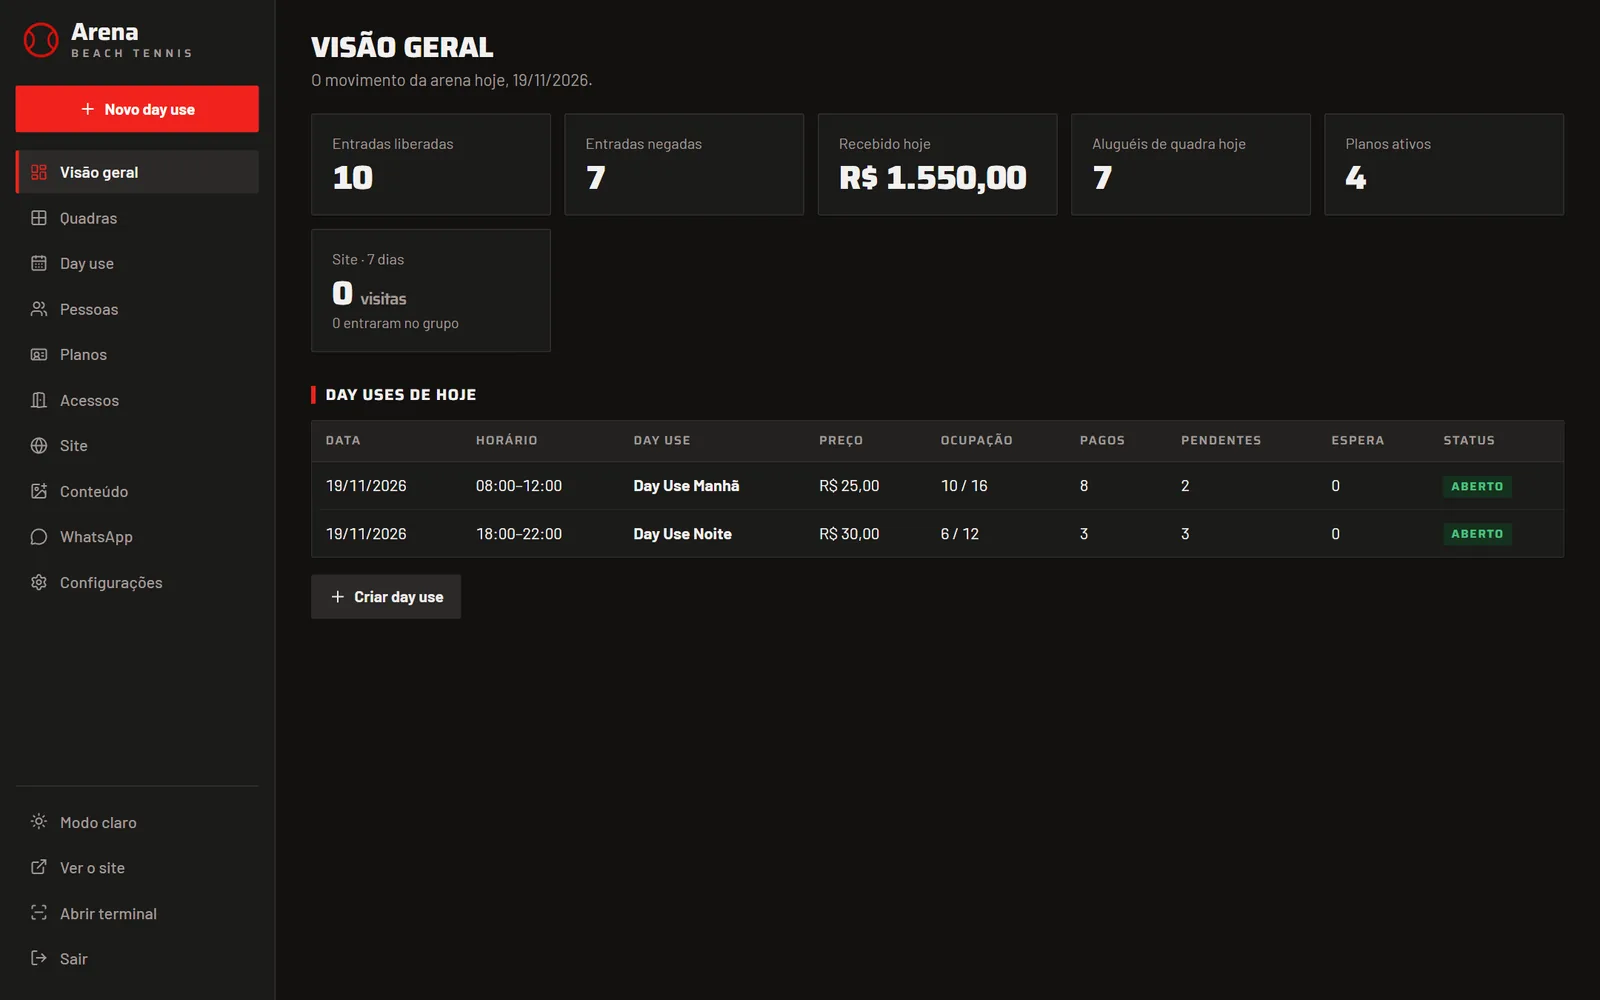 Arena
BEACH TENNIS
Novo day use
Visão geral
Quadras
Day use
Pessoas
Planos
Acessos
Site
Conteúdo
WhatsApp
Configurações
Modo claro
Ver o site
Abrir terminal
Sair
VISÃO GERAL
O movimento da arena hoje, 19/11/2026.
Entradas liberadas
10
Entradas negadas
7
Recebido hoje
R$ 1.550,00
Aluguéis de quadra hoje
7
Planos ativos
4
Site · 7 dias
0 visitas
0 entraram no grupo
DAY USES DE HOJE
DATA HORÁRIO DAY USE PREÇO OCUPAÇÃO PAGOS PENDENTES ESPERA STATUS
19/11/2026 08:00–12:00 Day Use Manhã R$ 25,00 10 / 16 8 2 0 ABERTO
19/11/2026 18:00–22:00 Day Use Noite R$ 30,00 6 / 12 3 3 0 ABERTO
Criar day use